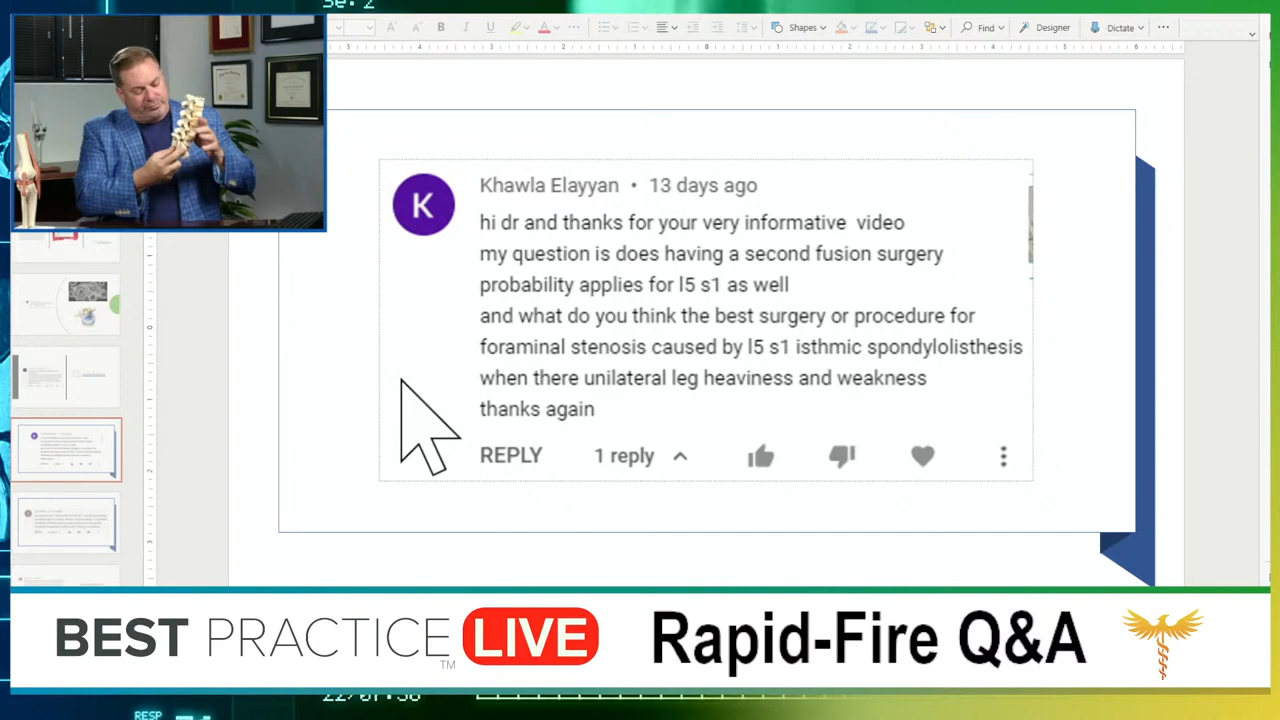 Shapes
Find
Designer
Dictate
K
Khawla Elayyan • 13 days ago
hi dr and thanks for your very informative video
my question is does having a second fusion surgery
probability applies for l5 s1 as well
and what do you think the best surgery or procedure for
foraminal stenosis caused by l5 s1 isthmic spondylolisthesis
when there unilateral leg heaviness and weakness
thanks again
REPLY 1 reply
BEST PRACTICE LIVE
TM
Rapid-Fire Q&A
RESP